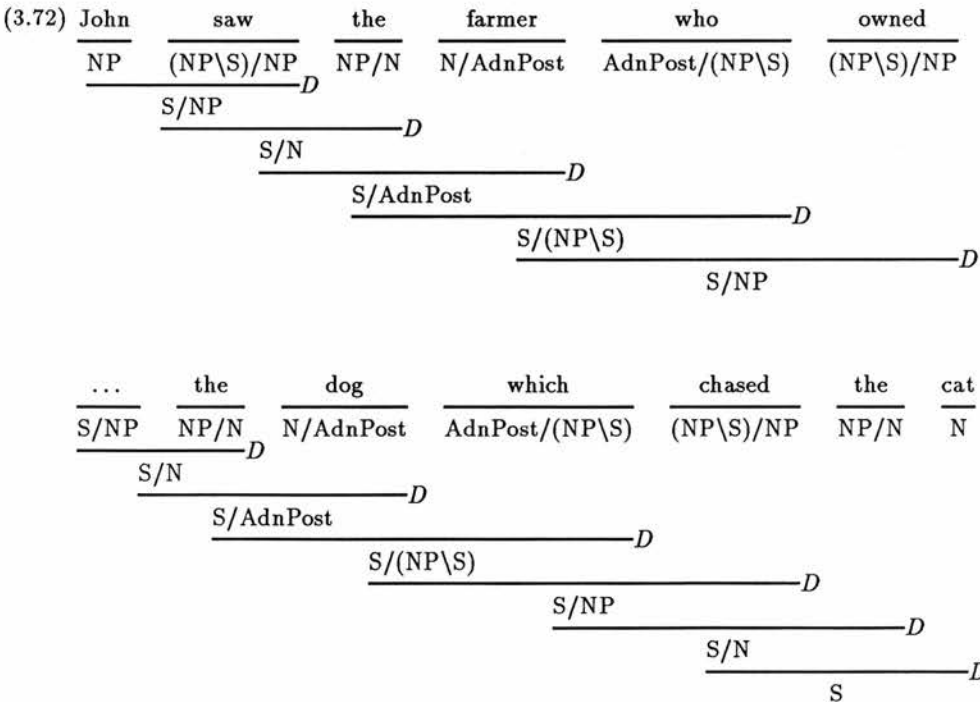 (3.72) John saw the farmer who owned
NP (NP\S)/NP NP/N N/AdnPost AdnPost/(NP\S) (NP\S)/NP
D
S/NP
D
S/N
D
S/AdnPost
D
S/(NP\S)
D
S/NP
... the dog which chased the cat
S/NP NP/N N/AdnPost AdnPost/(NP\S) (NP\S)/NP NP/N N
D
S/N
D
S/AdnPost
D
S/(NP\S)
D
S/NP
D
S/N
D
S